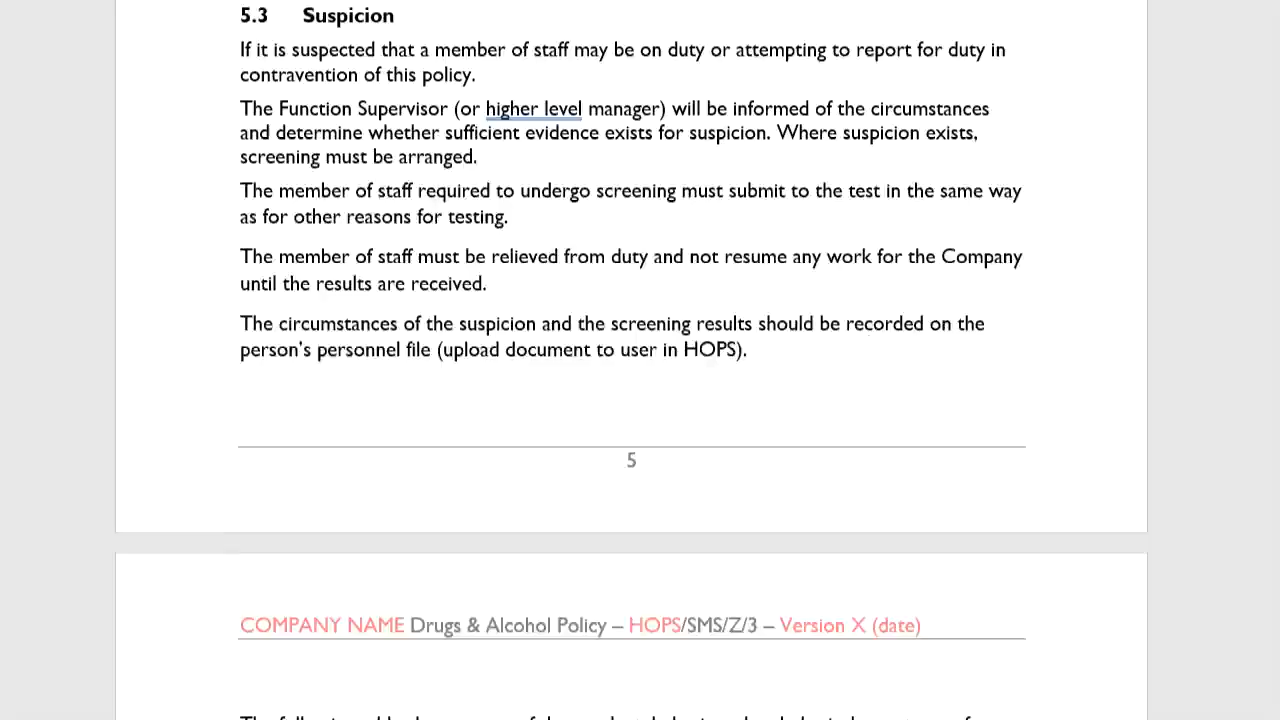 5.3 Suspicion
If it is suspected that a member of staff may be on duty or attempting to report for duty in
contravention of this policy.
The Function Supervisor (or higher level manager) will be informed of the circumstances
and determine whether sufficient evidence exists for suspicion. Where suspicion exists,
screening must be arranged.
The member of staff required to undergo screening must submit to the test in the same way
as for other reasons for testing.
The member of staff must be relieved from duty and not resume any work for the Company
until the results are received.
The circumstances of the suspicion and the screening results should be recorded on the
person's personnel file (upload document to user in HOPS).
5
COMPANY NAME Drugs & Alcohol Policy – HOPS/SMS/Z/3 – Version X (date)